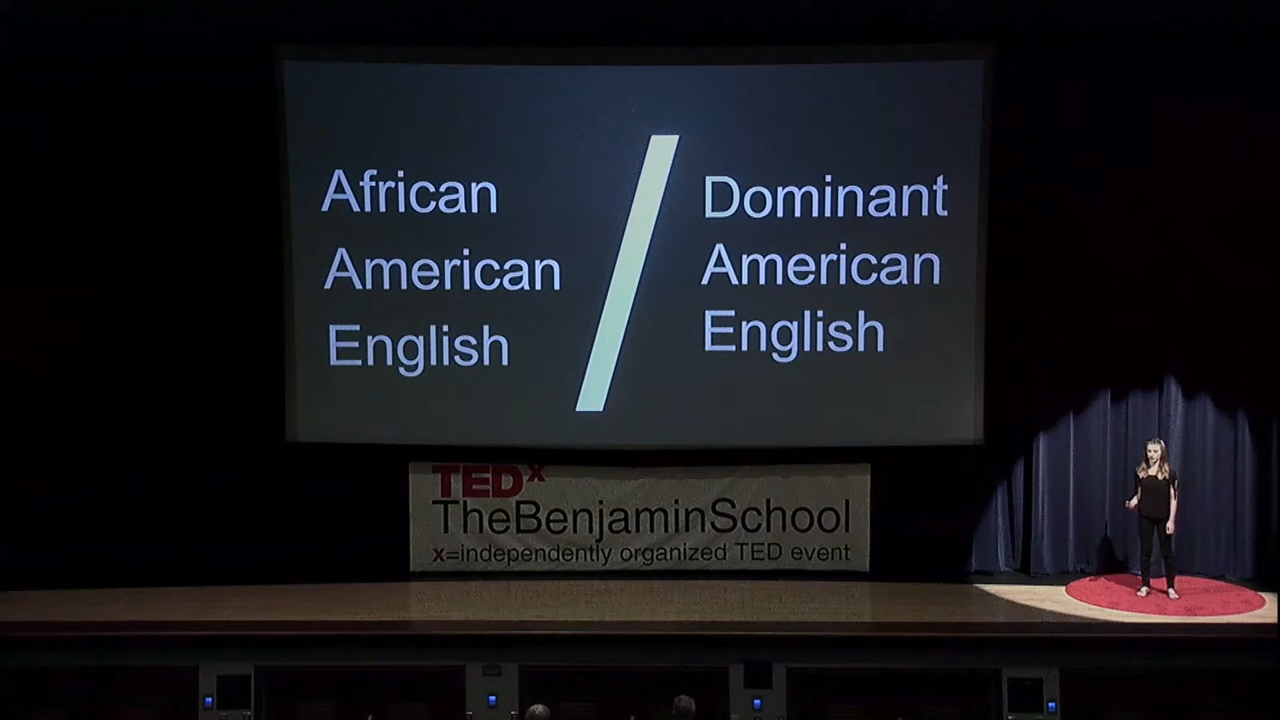 African
American
English
/
Dominant
American
English
TEDx
TheBenjaminSchool
x=independently organized TED event